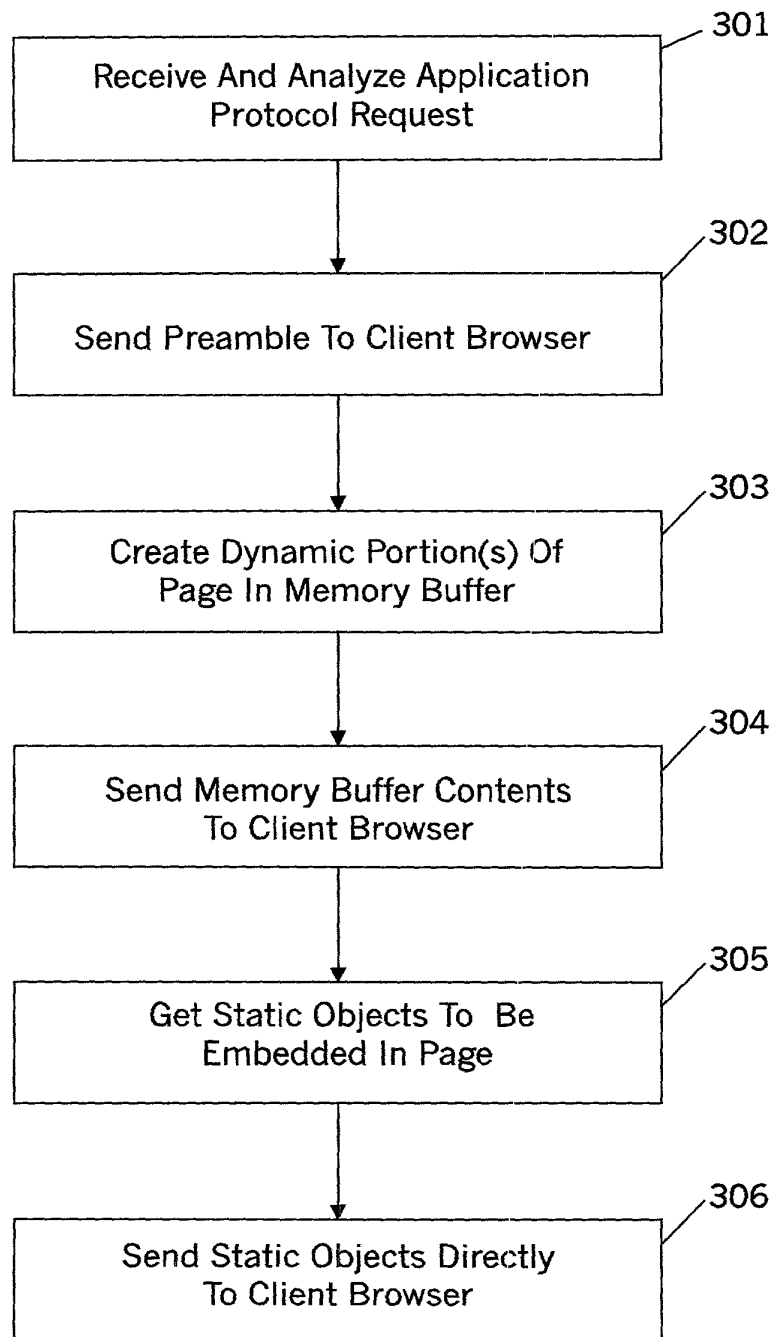 301
Receive And Analyze Application
Protocol Request
302
Send Preamble To Client Browser
303
Create Dynamic Portion(s) Of
Page In Memory Buffer
304
Send Memory Buffer Contents
To Client Browser
305
Get Static Objects To Be
Embedded In Page
306
Send Static Objects Directly
To Client Browser